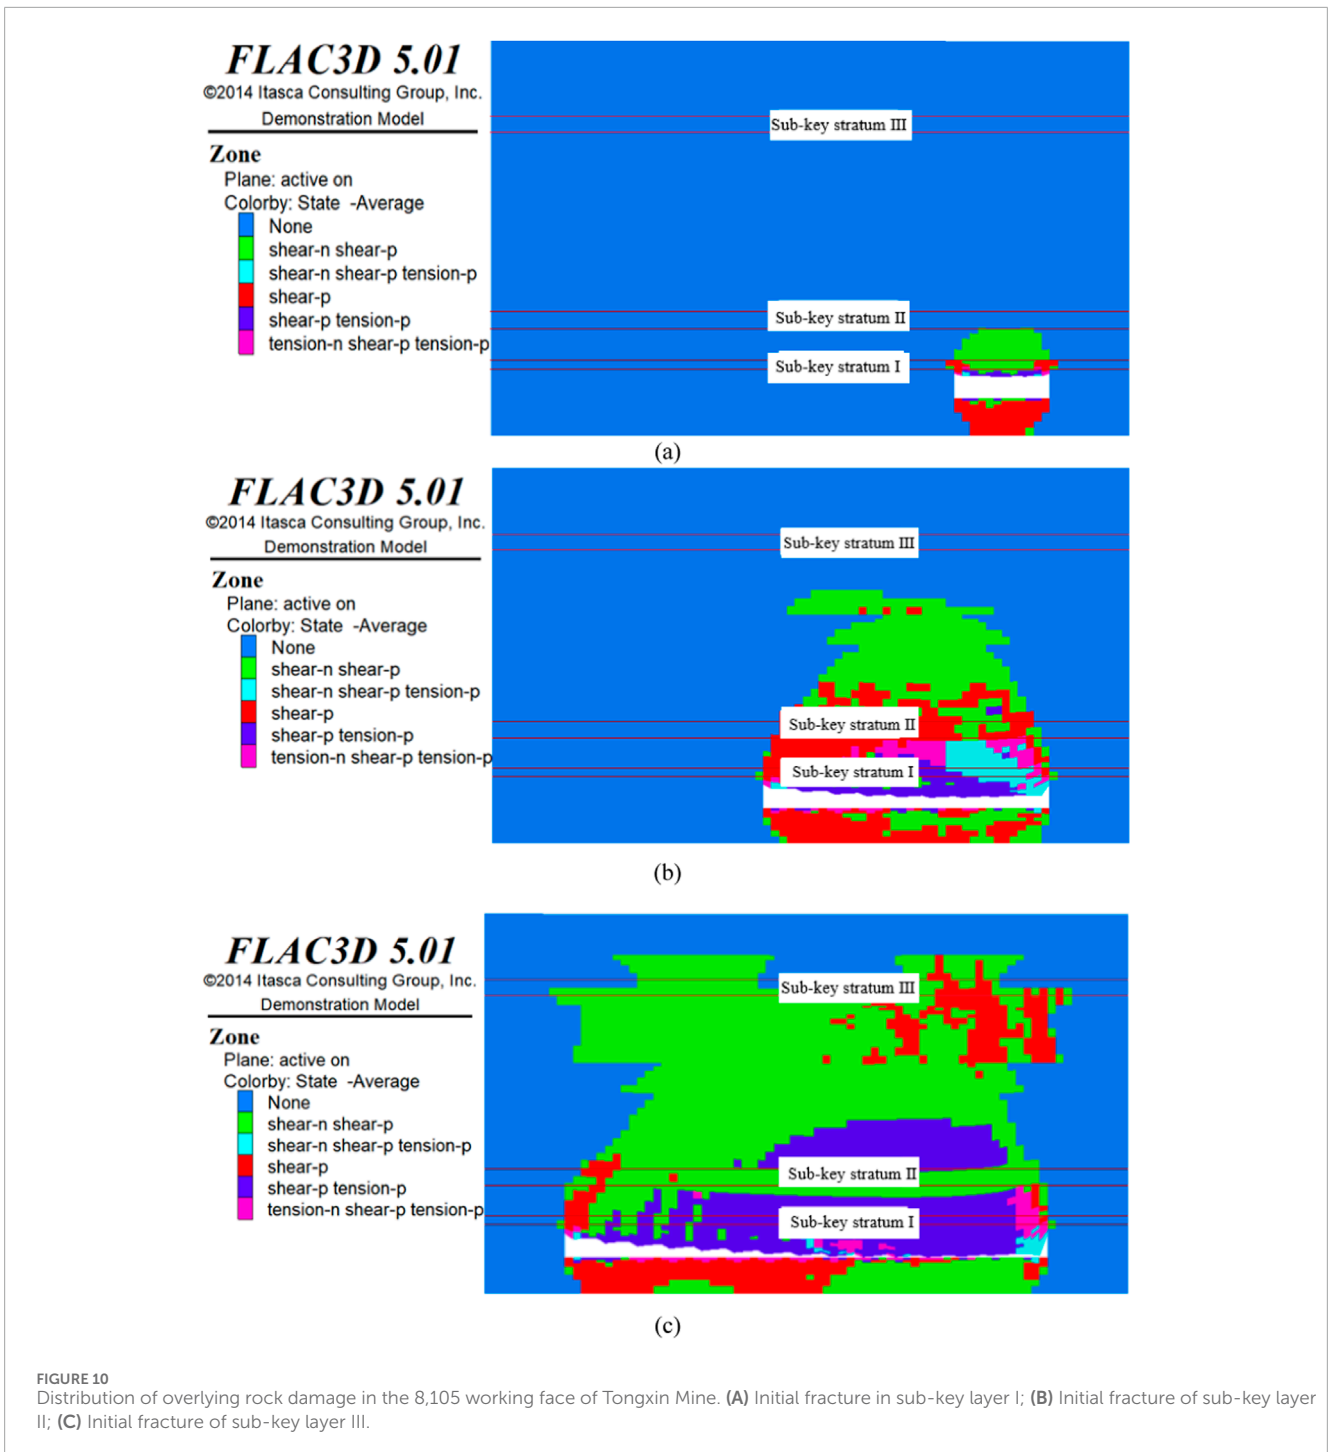 FLAC3D 5.01
©2014 Itasca Consulting Group, Inc.
Demonstration Model
Zone
Plane: active on
Colorby: State -Average
None
shear-n shear-p
shear-n shear-p tension-p
shear-p
shear-p tension-p
tension-n shear-p tension-p
Sub-key stratum III
Sub-key stratum II
Sub-key stratum I
(a)
FLAC3D 5.01
©2014 Itasca Consulting Group, Inc.
Demonstration Model
Zone
Plane: active on
Colorby: State -Average
None
shear-n shear-p
shear-n shear-p tension-p
shear-p
shear-p tension-p
tension-n shear-p tension-p
Sub-key stratum III
Sub-key stratum II
Sub-key stratum I
(b)
FLAC3D 5.01
©2014 Itasca Consulting Group, Inc.
Demonstration Model
Zone
Plane: active on
Colorby: State -Average
None
shear-n shear-p
shear-n shear-p tension-p
shear-p
shear-p tension-p
tension-n shear-p tension-p
Sub-key stratum III
Sub-key stratum II
Sub-key stratum I
(c)
FIGURE 10
Distribution of overlying rock damage in the 8,105 working face of Tongxin Mine. (A) Initial fracture in sub-key layer I; (B) Initial fracture of sub-key layer
II; (C) Initial fracture of sub-key layer III.